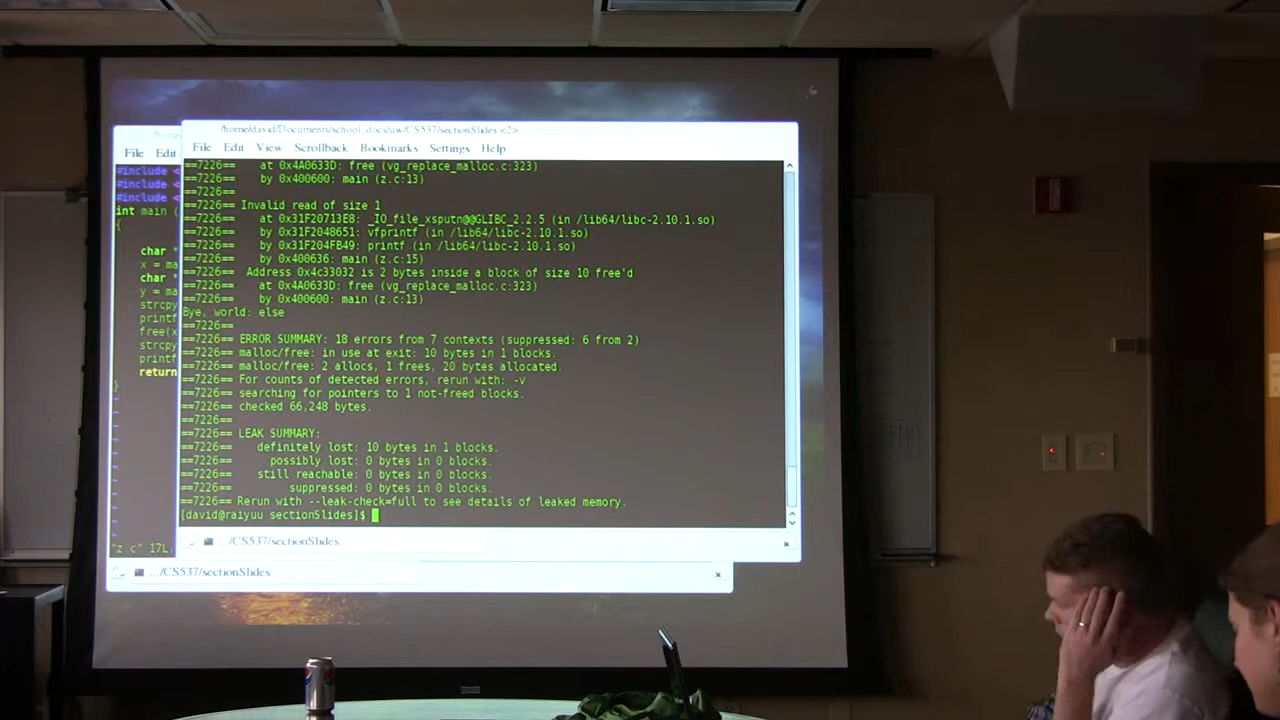 /home/david/Documents/school_docs/uw/CS537/sectionSlides <2>
File Edit
File Edit View Scrollback Bookmarks Settings Help
#include <
#include <
#include <
int main (
{
char *
x = ma
char *
y = ma
strcpy
printf
free(x
strcpy
printf
return
}
"z.c" 17L,
==7226==    at 0x4A0633D: free (vg_replace_malloc.c:323)
==7226==    by 0x400600: main (z.c:13)
==7226==
==7226== Invalid read of size 1
==7226==    at 0x31F20713E8: _IO_file_xsputn@@GLIBC_2.2.5 (in /lib64/libc-2.10.1.so)
==7226==    by 0x31F2048651: vfprintf (in /lib64/libc-2.10.1.so)
==7226==    by 0x31F204FB49: printf (in /lib64/libc-2.10.1.so)
==7226==    by 0x400636: main (z.c:15)
==7226==  Address 0x4c33032 is 2 bytes inside a block of size 10 free'd
==7226==    at 0x4A0633D: free (vg_replace_malloc.c:323)
==7226==    by 0x400600: main (z.c:13)
Bye, world: else
==7226==
==7226== ERROR SUMMARY: 18 errors from 7 contexts (suppressed: 6 from 2)
==7226== malloc/free: in use at exit: 10 bytes in 1 blocks.
==7226== malloc/free: 2 allocs, 1 frees, 20 bytes allocated.
==7226== For counts of detected errors, rerun with: -v
==7226== searching for pointers to 1 not-freed blocks.
==7226== checked 66,248 bytes.
==7226==
==7226== LEAK SUMMARY:
==7226==    definitely lost: 10 bytes in 1 blocks.
==7226==      possibly lost: 0 bytes in 0 blocks.
==7226==    still reachable: 0 bytes in 0 blocks.
==7226==         suppressed: 0 bytes in 0 blocks.
==7226== Rerun with --leak-check=full to see details of leaked memory.
[david@raiyuu sectionSlides]$
.../CS537/sectionSlides
.../CS537/sectionSlides